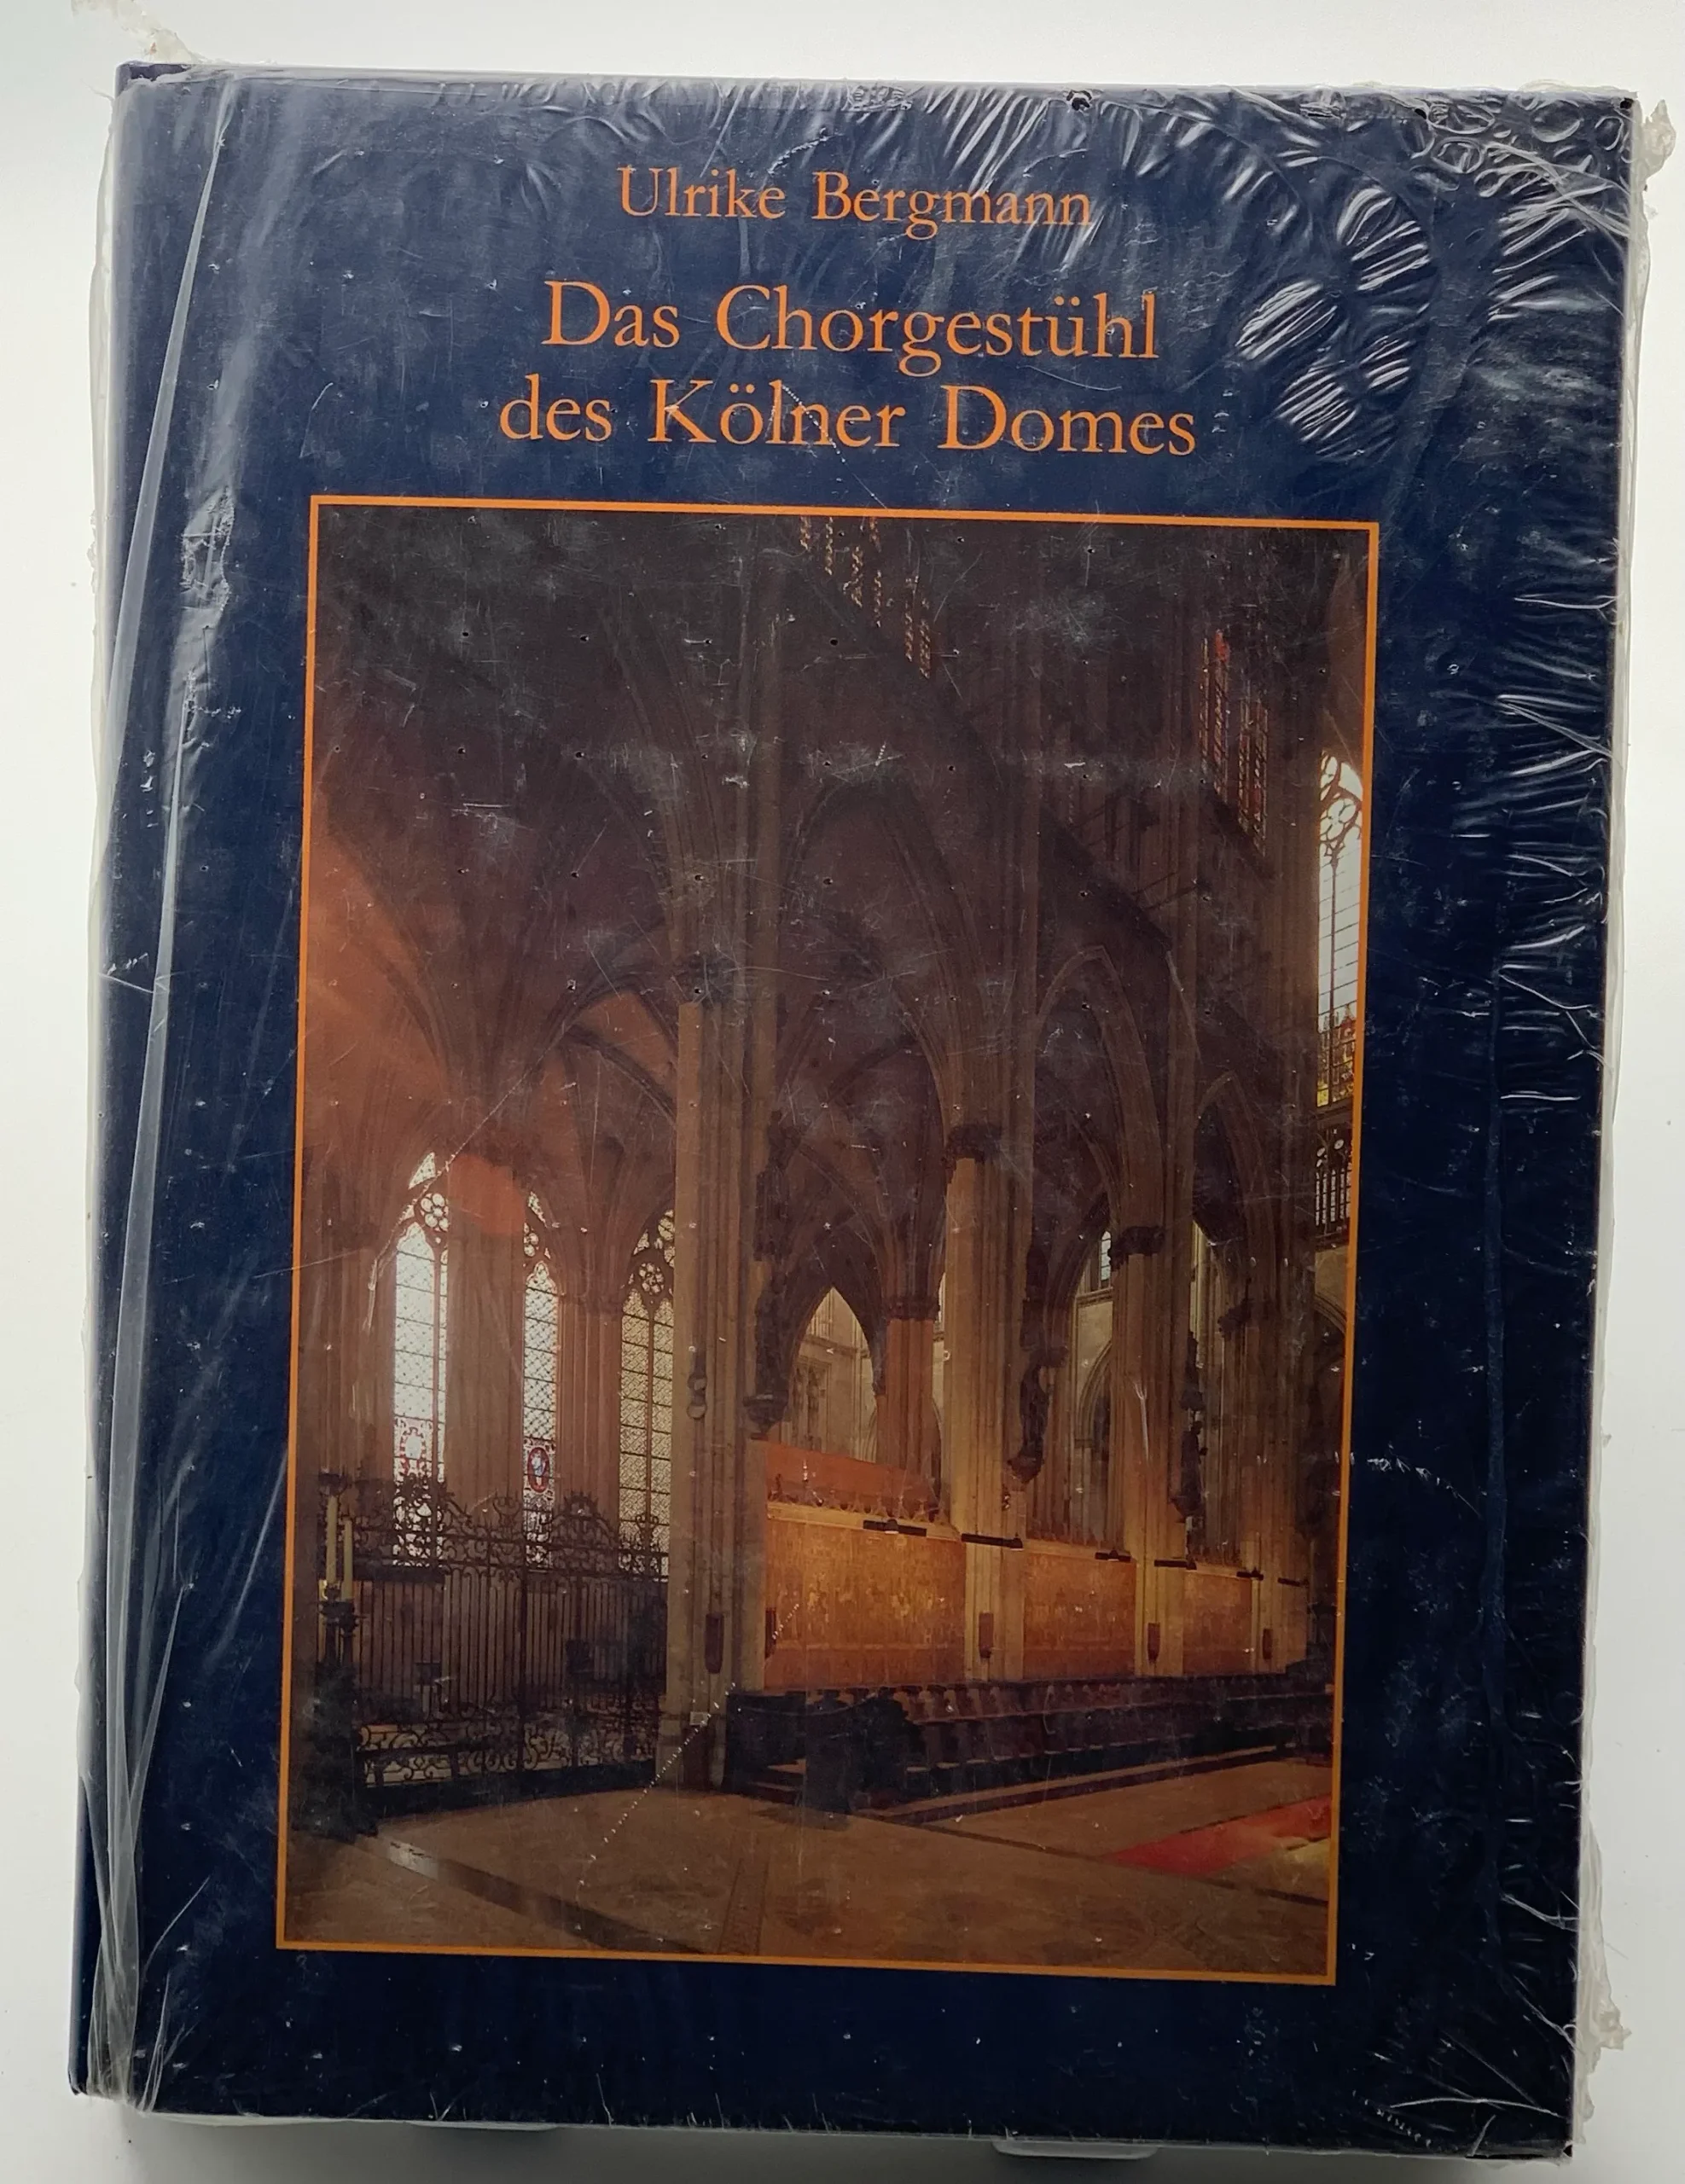 Ulrike Bergmann
Das Chorgestühl
des Kölner Domes